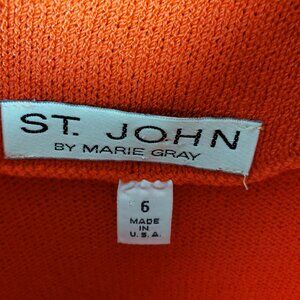 ST. JOHN
BY MARIE GRAY
6
MADE
IN
U.S.A.